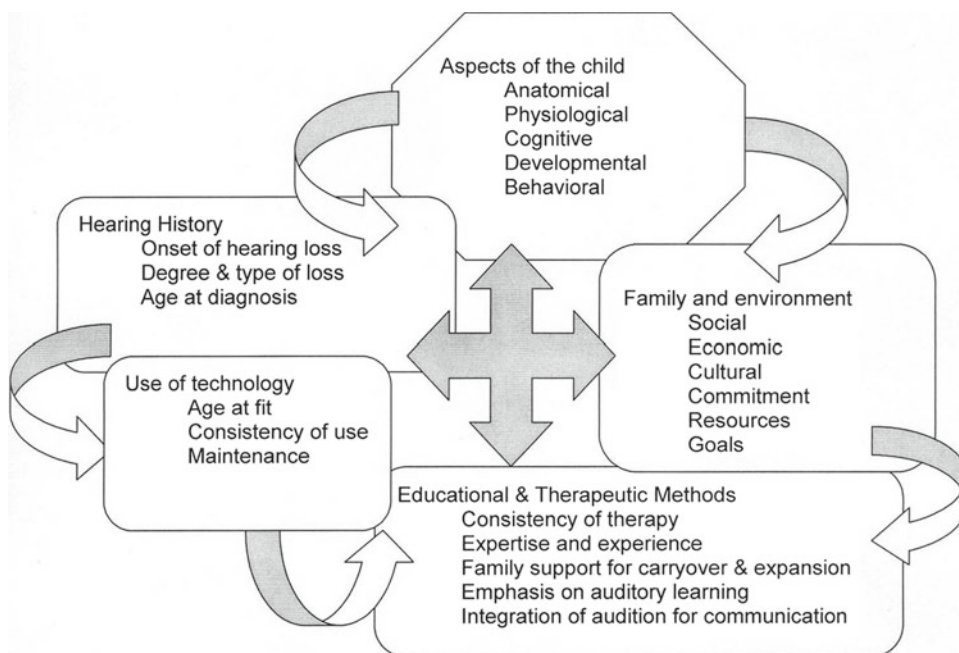 Aspects of the child
Anatomical
Physiological
Cognitive
Developmental
Behavioral
Hearing History
Onset of hearing loss
Degree & type of loss
Age at diagnosis
Family and environment
Social
Economic
Cultural
Commitment
Resources
Goals
Use of technology
Age at fit
Consistency of use
Maintenance
Educational & Therapeutic Methods
Consistency of therapy
Expertise and experience
Family support for carryover & expansion
Emphasis on auditory learning
Integration of audition for communication